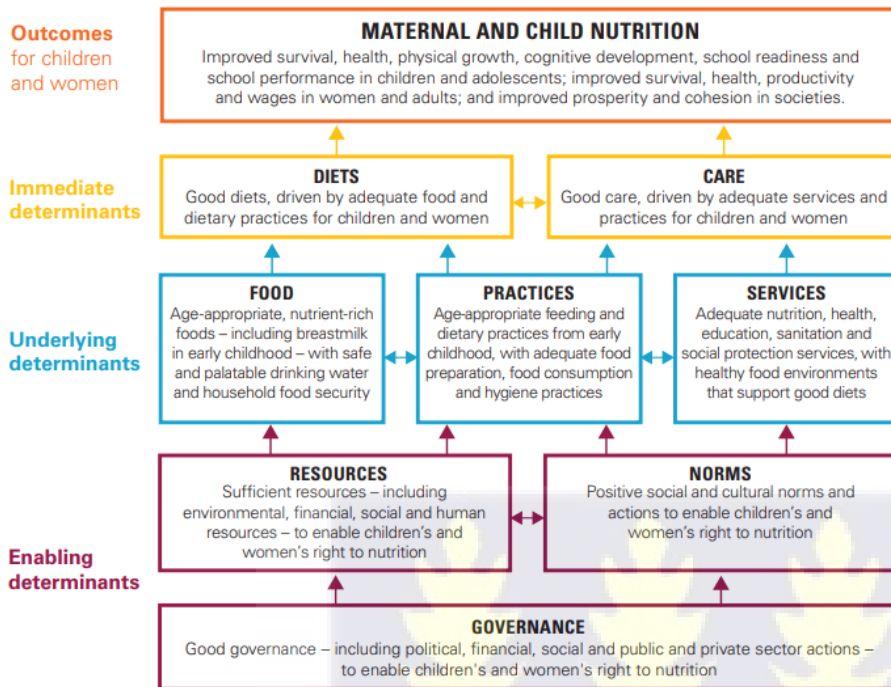 Outcomes
for children
and women
MATERNAL AND CHILD NUTRITION
Improved survival, health, physical growth, cognitive development, school readiness and
school performance in children and adolescents; improved survival, health, productivity
and wages in women and adults; and improved prosperity and cohesion in societies.
Immediate
determinants
DIETS
Good diets, driven by adequate food and
dietary practices for children and women
CARE
Good care, driven by adequate services and
practices for children and women
Underlying
determinants
FOOD
Age-appropriate, nutrient-rich
foods – including breastmilk
in early childhood – with safe
and palatable drinking water
and household food security
PRACTICES
Age-appropriate feeding and
dietary practices from early
childhood, with adequate food
preparation, food consumption
and hygiene practices
SERVICES
Adequate nutrition, health,
education, sanitation and
social protection services, with
healthy food environments
that support good diets
Enabling
determinants
RESOURCES
Sufficient resources – including
environmental, financial, social and human
resources – to enable children's and
women's right to nutrition
NORMS
Positive social and cultural norms and
actions to enable children's and
women's right to nutrition
GOVERNANCE
Good governance – including political, financial, social and public and private sector actions –
to enable children's and women's right to nutrition